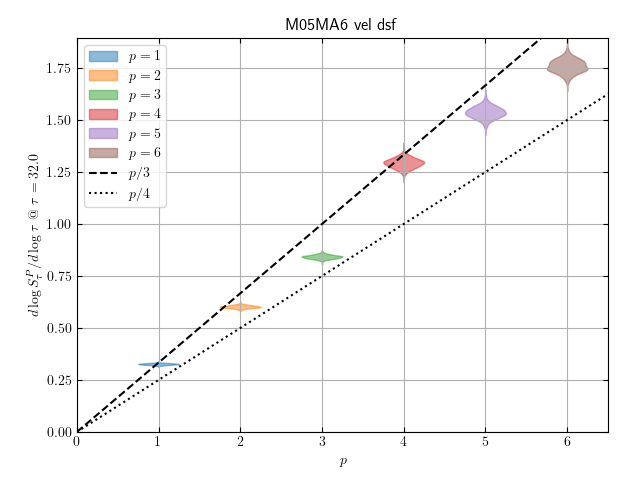 M05MA6 vel dsf
p = 1
p = 2
p = 3
p = 4
p = 5
p = 6
p/3
p/4
d log S_τ^P / d log τ @ τ = 32.0
1.75
1.50
1.25
1.00
0.75
0.50
0.25
0.00
0 1 2 3 4 5 6
p